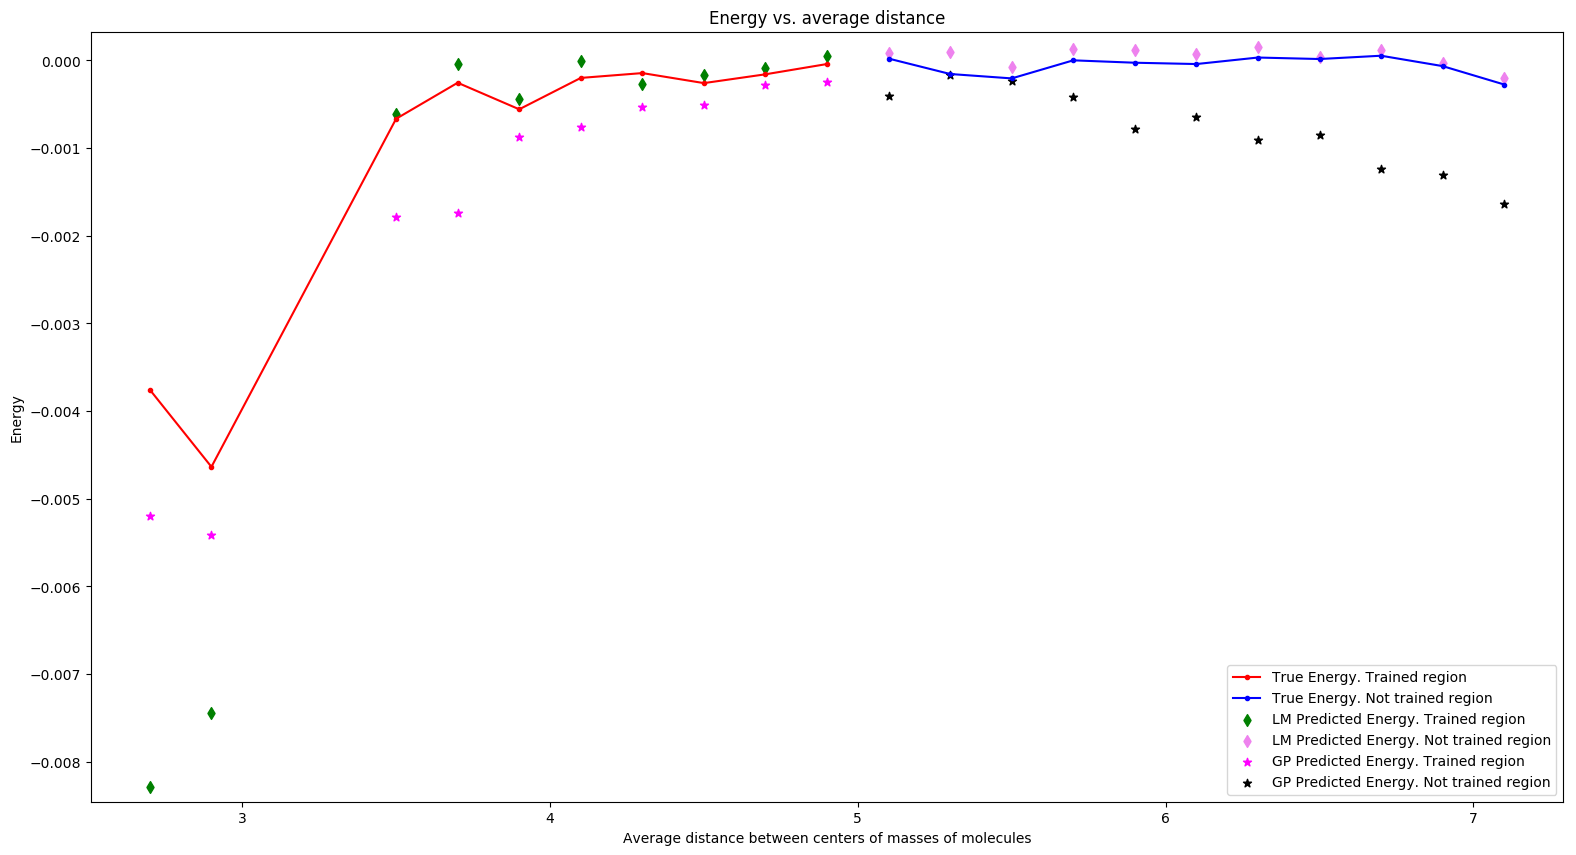 Energy vs. average distance
0.000
−0.001
−0.002
−0.003
−0.004
−0.005
−0.006
−0.007
−0.008
Energy
3 4 5 6 7
Average distance between centers of masses of molecules
True Energy. Trained region
True Energy. Not trained region
LM Predicted Energy. Trained region
LM Predicted Energy. Not trained region
GP Predicted Energy. Trained region
GP Predicted Energy. Not trained region